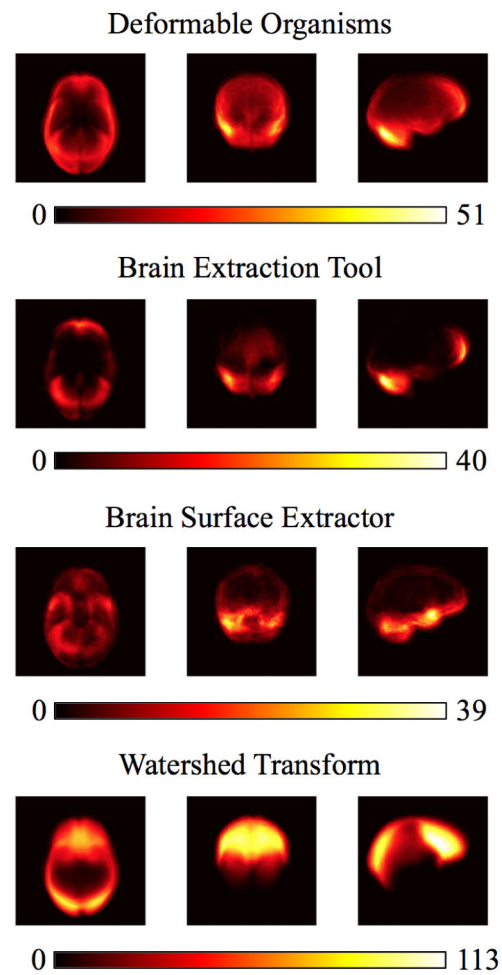 Deformable Organisms
0 51
Brain Extraction Tool
0 40
Brain Surface Extractor
0 39
Watershed Transform
0 113